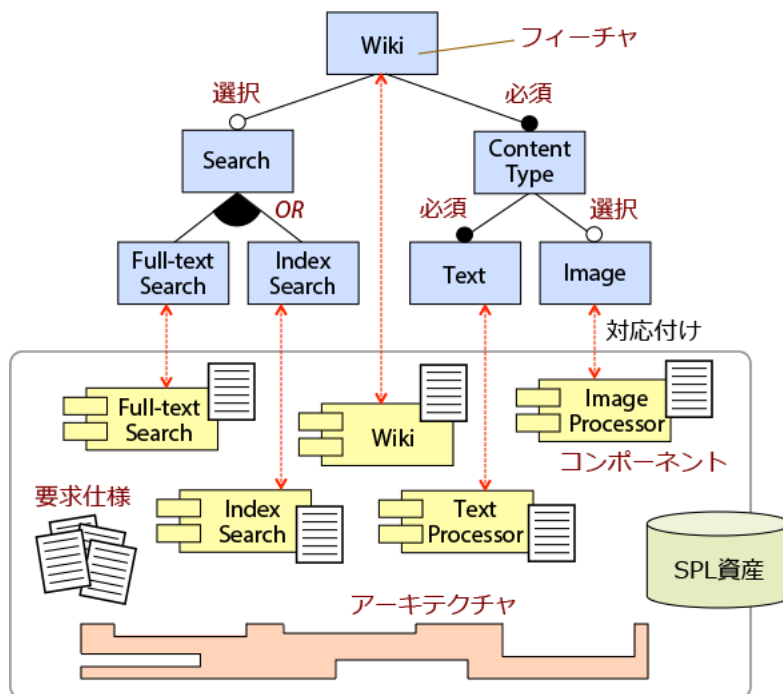 Wiki
フィーチャ
選択
必須
Search
Content
Type
OR
必須
選択
Full-text
Search
Index
Search
Text
Image
対応付け
Full-text
Search
Wiki
Image
Processor
コンポーネント
要求仕様
Index
Search
Text
Processor
SPL資産
アーキテクチャ